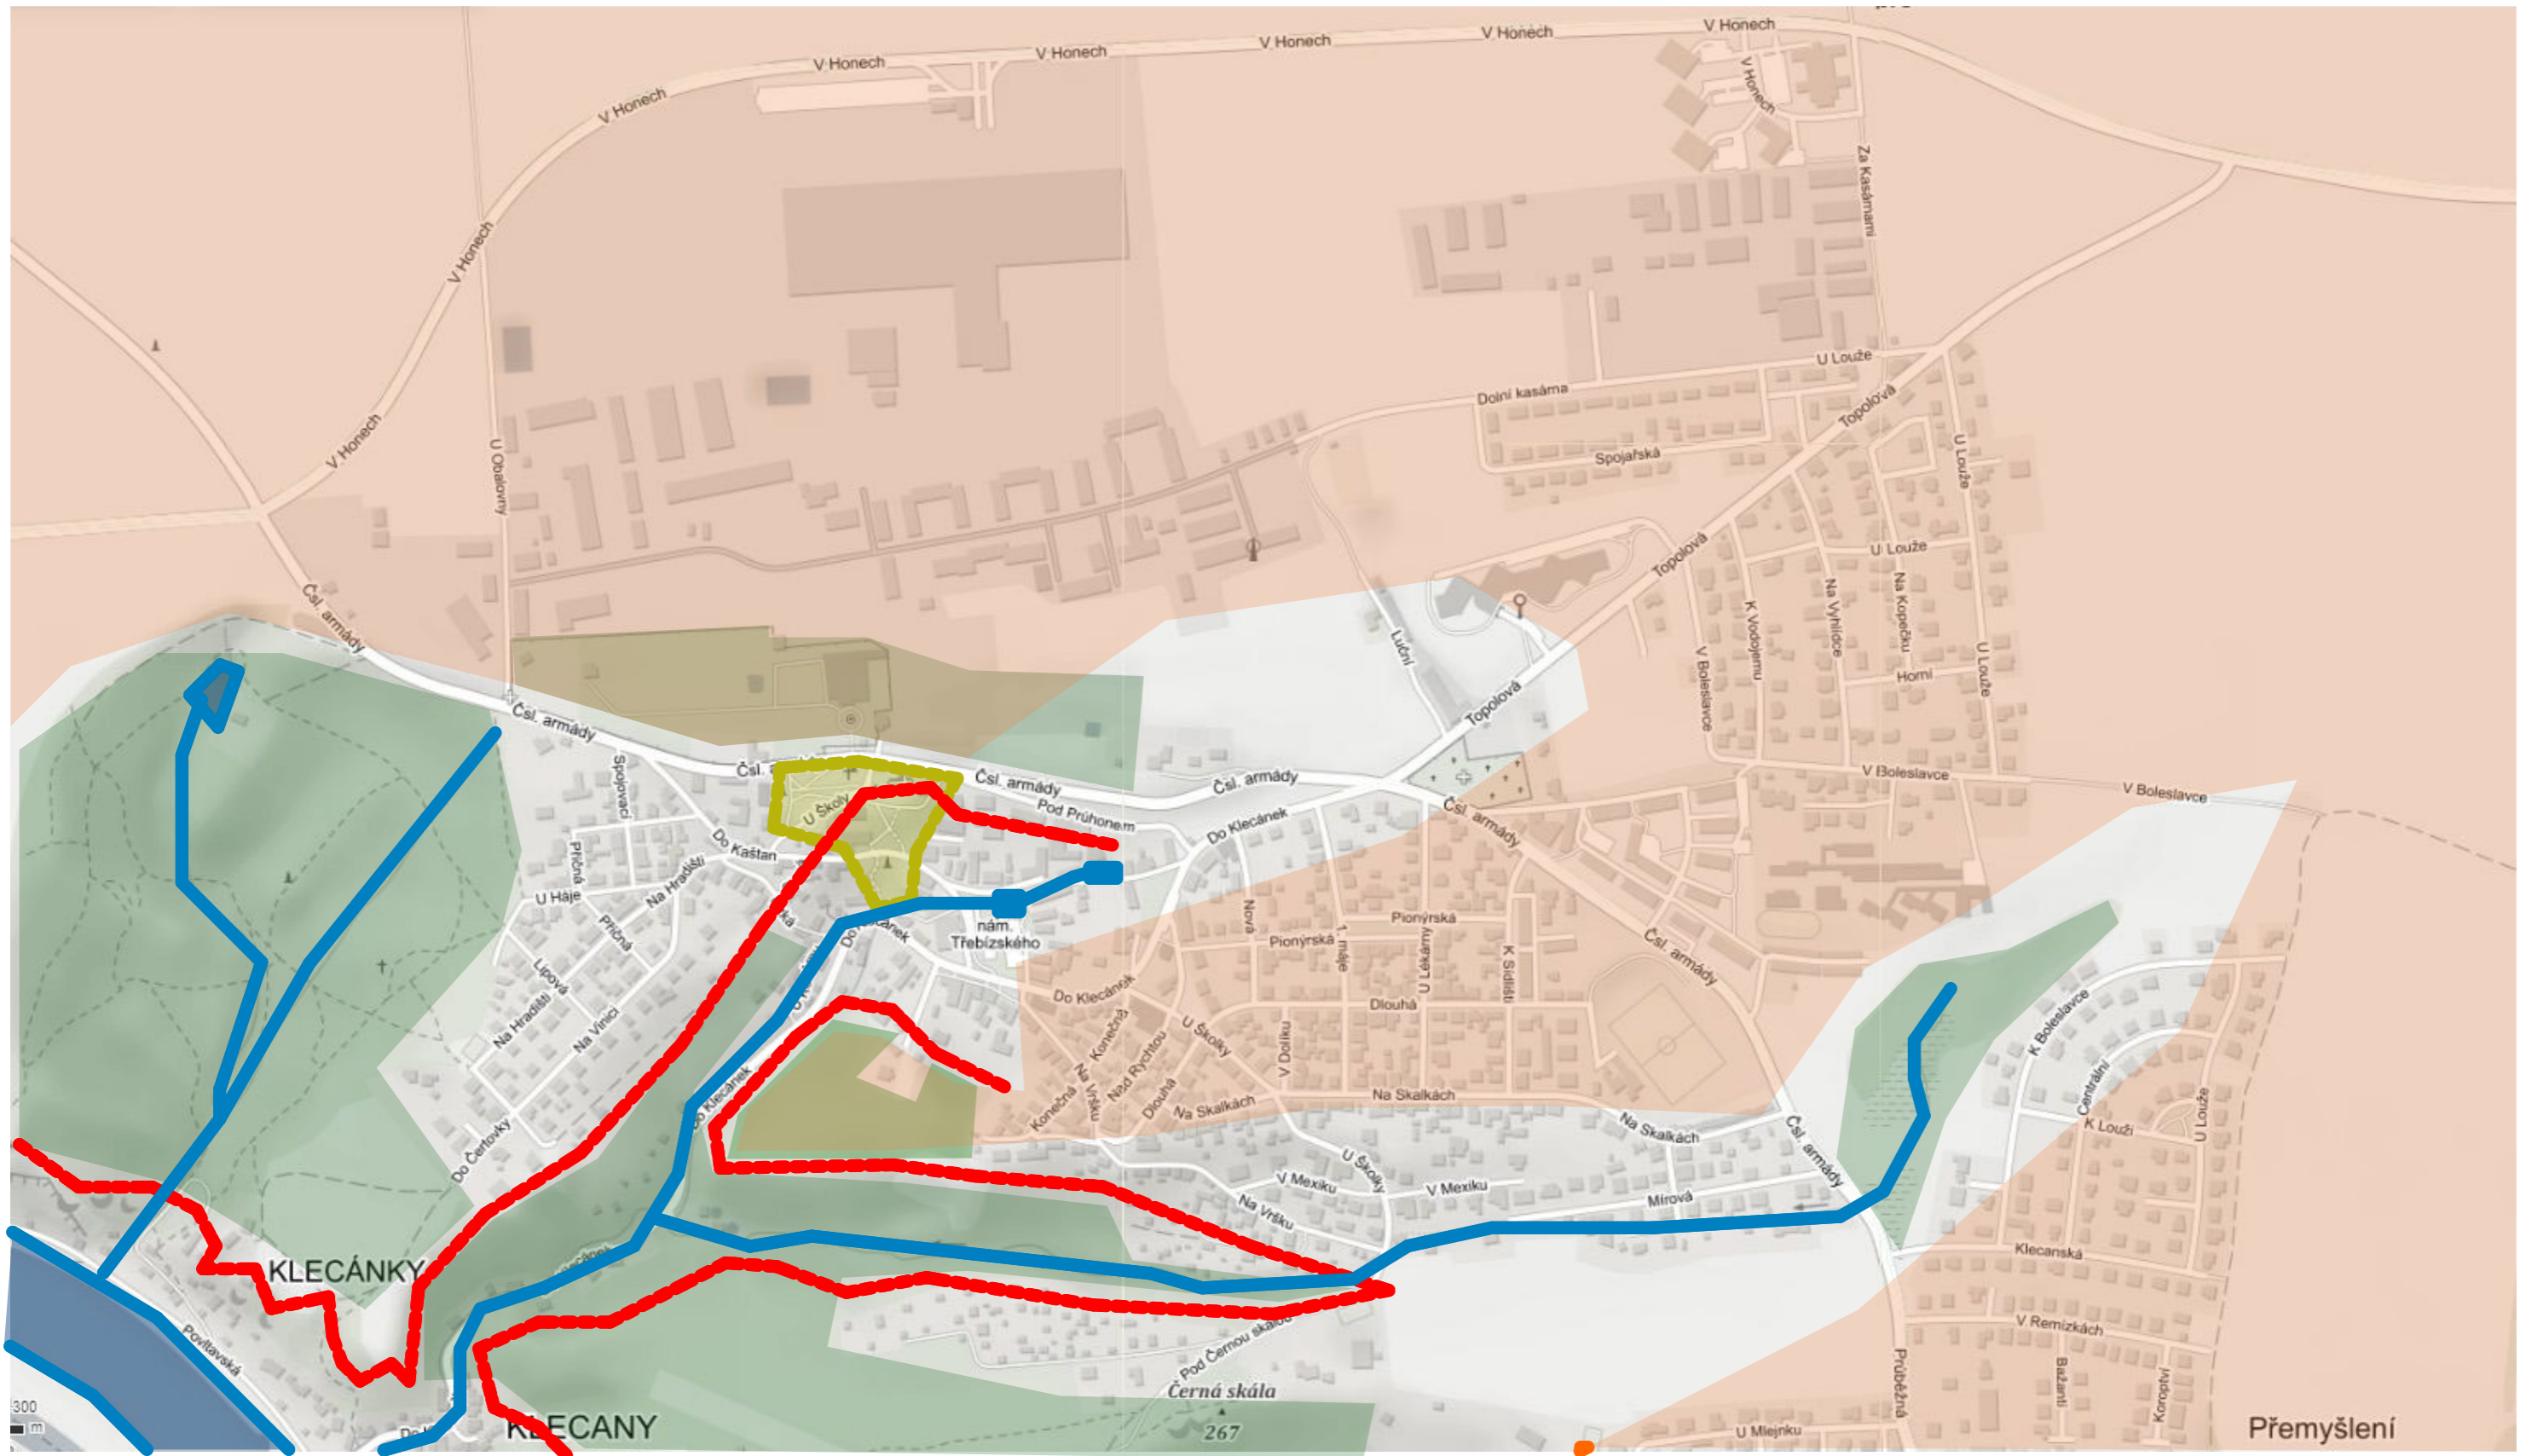 V Honech
V Honech
V Honech
V Honech
V Honech
V Honech
V Honech
Za Kasárnami
V Honech
V Honech
U Obalovny
U Louže
Dolní kasárna
Topolová
Spojařská
U Louže
Topolová
U Louže
Čsl. armády
Luční
K Vodojemu
Na Vyhlídce
Na Kopečku
U Louže
V Boleslavce
Horní
Topolová
Čsl. armády
Spojovací
Čsl. armády
Čsl. armády
V Boleslavce
V Boleslavce
U Školy
Pod Průhonem
Do Klecánek
Čsl. armády
Do Kaštan
Příčná
Na Hradišti
U Háje
Příčná
nám.
Třebízského
Nová
Pionýrská
Pionýrská
1. máje
U Lékárny
K Sídlišti
Čsl. armády
Lípová
Na Hradišti
Na Vinici
Do Klecánek
Dlouhá
U Školky
V Dolíku
Konečná
Nad Rychtou
Na Vršku
Konečná
Dlouhá
Na Skalkách
Na Skalkách
Na Skalkách
K Boleslavce
Centrální
K Louži
U Louže
Do Klecánek
Do Čertovky
Čsl. armády
U Školky
V Mexiku
V Mexiku
Mírová
Na Vršku
Klecanská
KLECÁNKY
Povltavská
Pod Černou skálou
V Remízkách
Průběžná
Bažantí
Koroptví
Černá skála
267
300
m
KLECANY
U Mlejnku
Přemyšlení